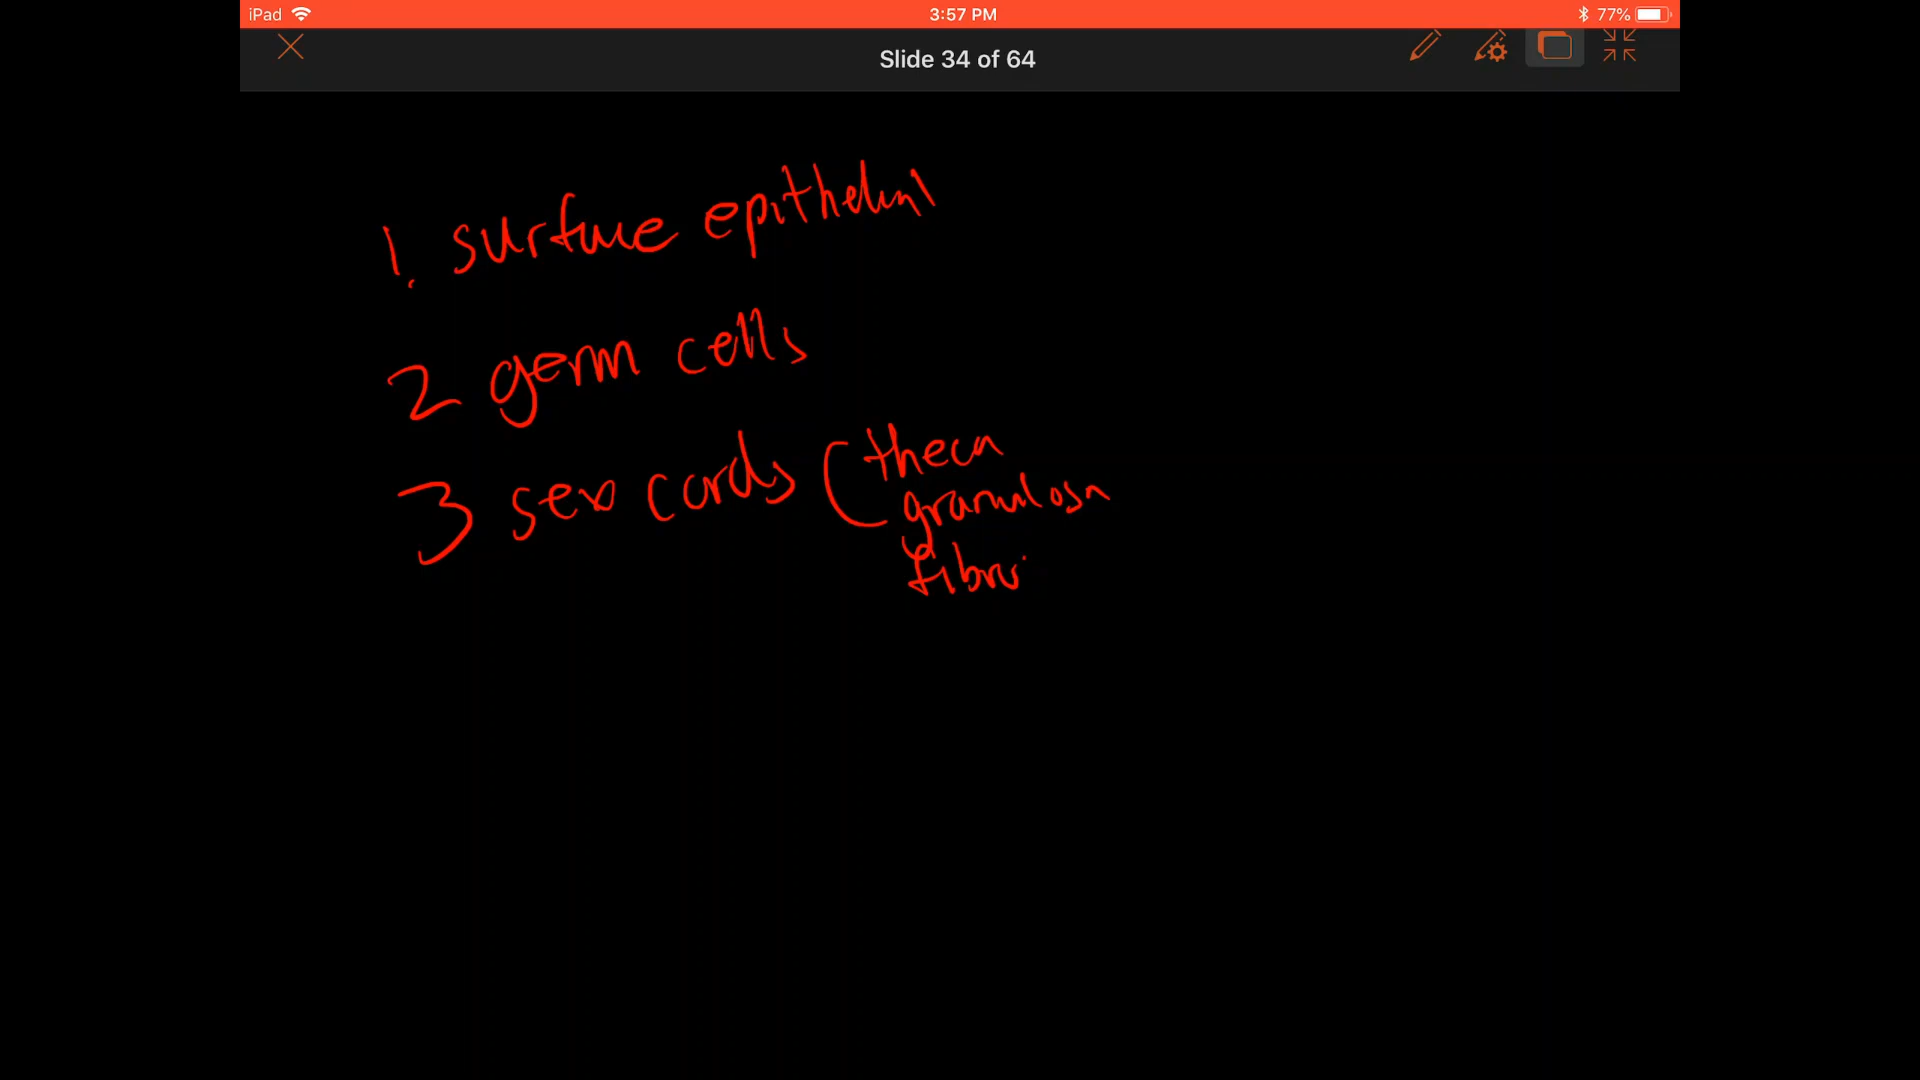 iPad 3:57 PM 77%
Slide 34 of 64
1. surface epithelial
2 germ cells
3 sex cords (theca
granulosa